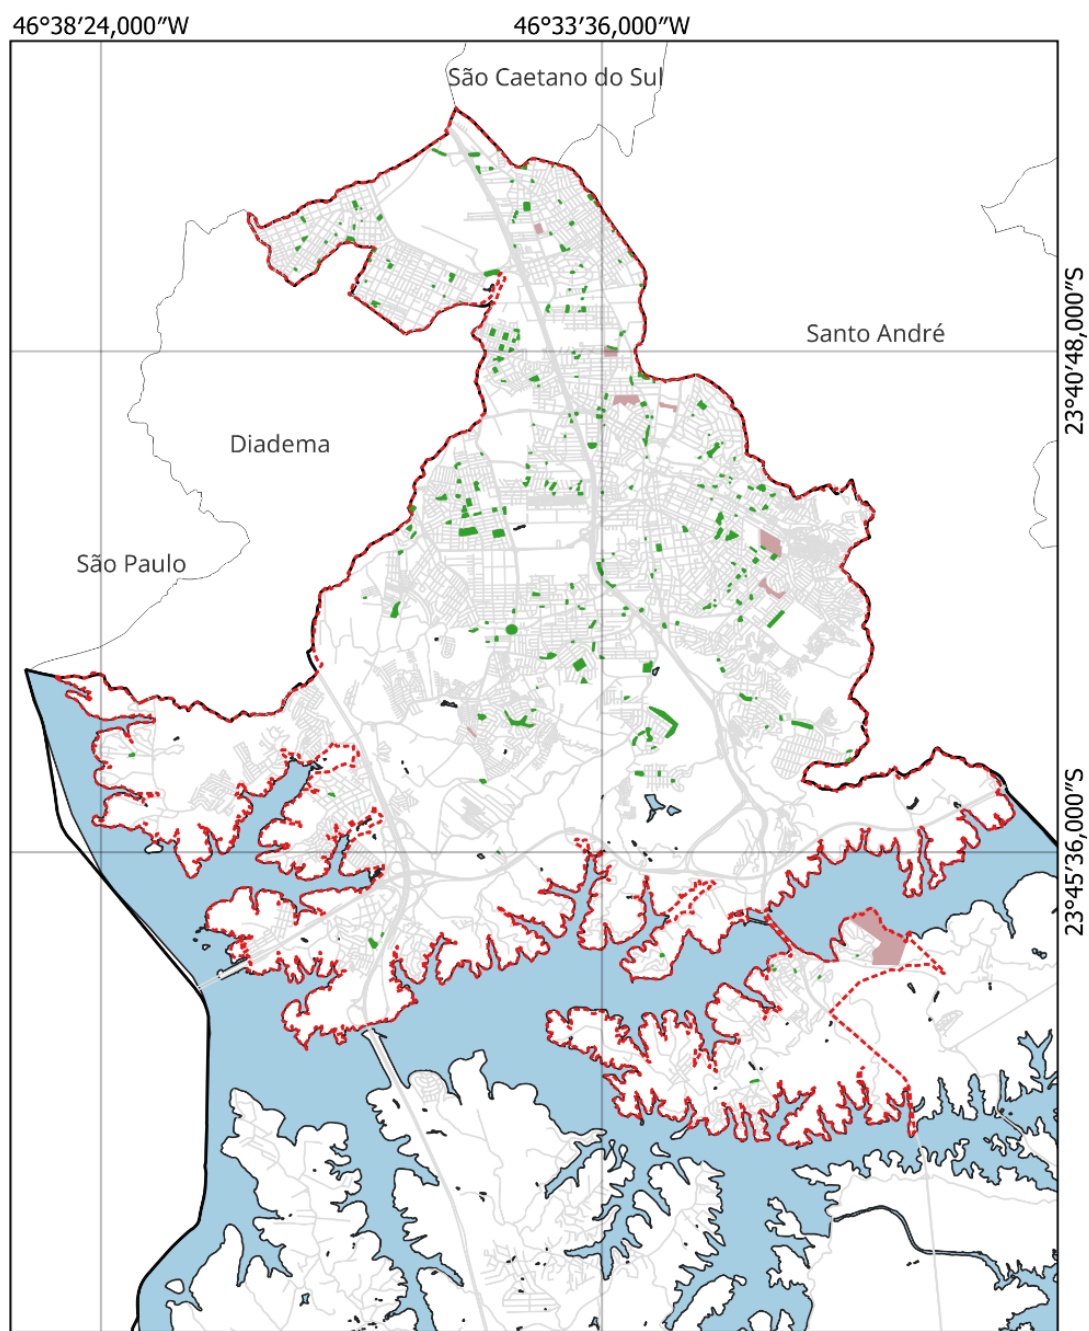 46°38′24,000″W
46°33′36,000″W
São Caetano do Sul
23°40′48,000″S
Santo André
Diadema
São Paulo
23°45′36,000″S